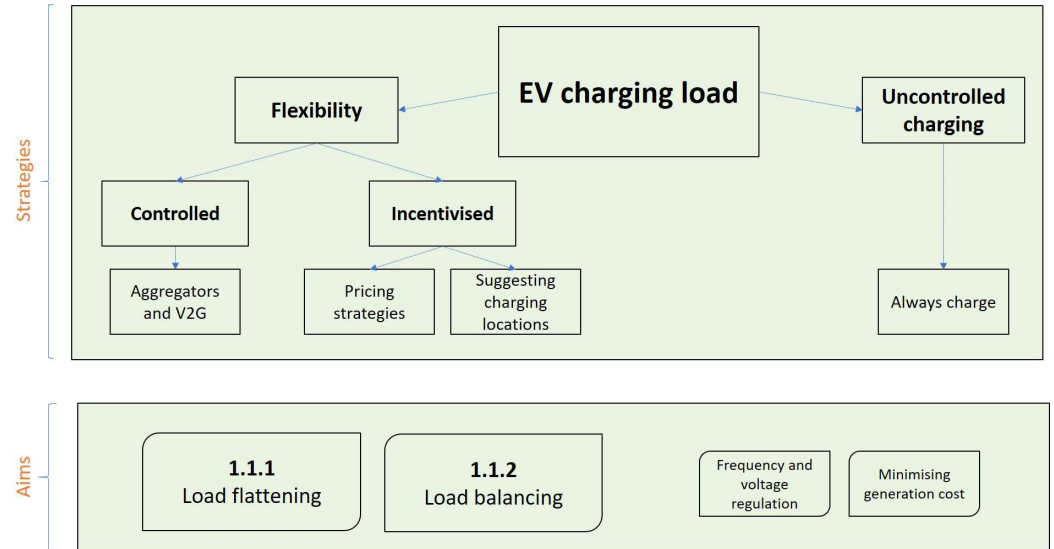 Strategies
EV charging load
Flexibility
Uncontrolled
charging
Controlled
Incentivised
Aggregators
and V2G
Pricing
strategies
Suggesting
charging
locations
Always charge
Aims
1.1.1
Load flattening
1.1.2
Load balancing
Frequency and
voltage
regulation
Minimising
generation cost